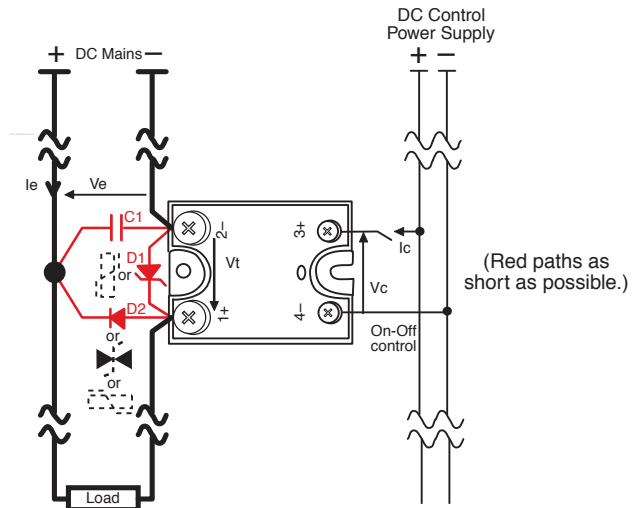 DC Control
Power Supply
+ DC Mains −
+ −
Ie
Ve
C1
2−
3+
Ic
D1
or
Vt
Vc
(Red paths as
short as possible.)
D2
1+
4−
On-Off
control
or
or
Load